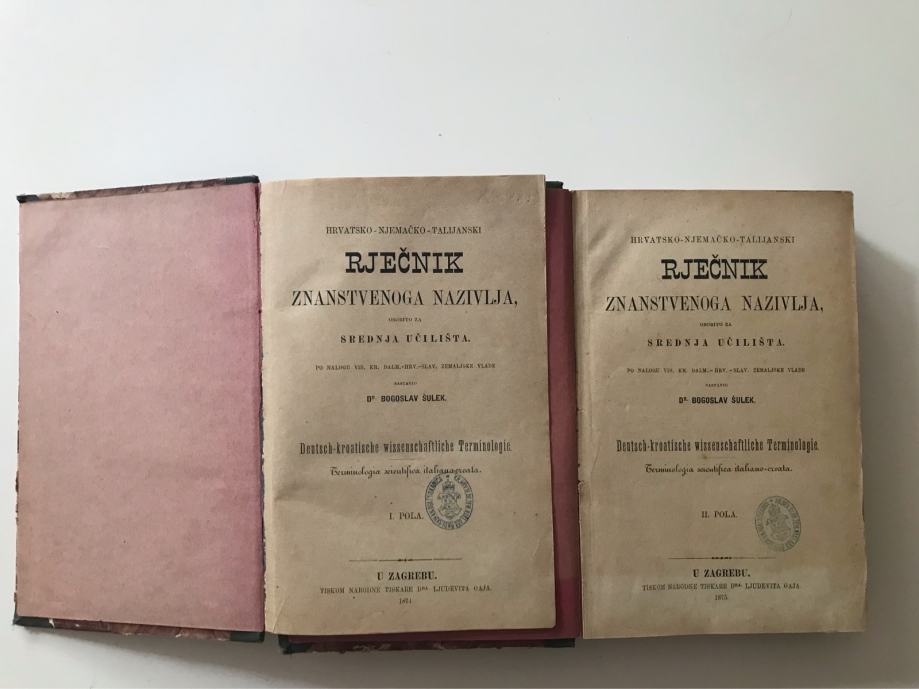 HRVATSKO-NJEMAČKO-TALIJANSKI
RJEČNIK
ZNANSTVENOGA NAZIVLJA,
OSOBITO ZA
SREDNJA UČILIŠTA.
PO NALOGU VIS. KR. DALM.-HRV.-SLAV. ZEMALJSKE VLADE
SASTAVIO
DR. BOGOSLAV ŠULEK.
Deutsch-kroatische wissenschaftliche Terminologie.
Terminologia scientifica italiano-croata.
I. POLA.
U ZAGREBU.
TISKOM NARODNE TISKARE DRA. LJUDEVITA GAJA.
1874
HRVATSKO-NJEMAČKO-TALIJANSKI
RJEČNIK
ZNANSTVENOGA NAZIVLJA,
OSOBITO ZA
SREDNJA UČILIŠTA.
PO NALOGU VIS. KR. DALM.-HRV.-SLAV. ZEMALJSKE VLADE
SASTAVIO
DR. BOGOSLAV ŠULEK.
Deutsch-kroatische wissenschaftliche Terminologie.
Terminologia scientifica italiano-croata.
II. POLA.
U ZAGREBU.
TISKOM NARODNE TISKARE DRA. LJUDEVITA GAJA
1875.